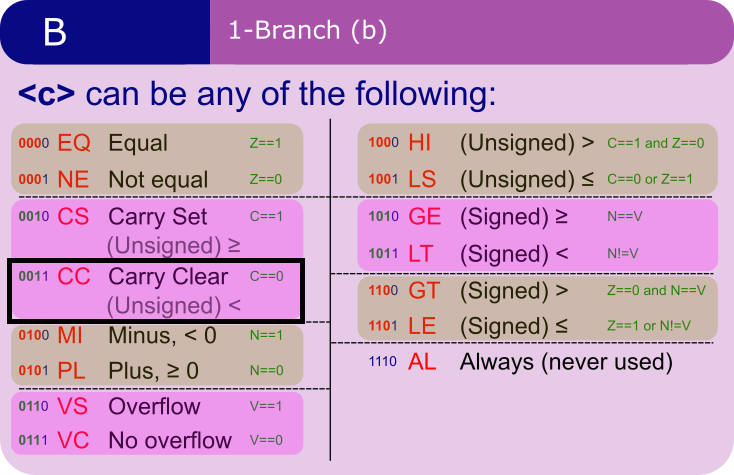 B
1-Branch (b)
<c> can be any of the following:
0000 EQ Equal Z==1
0001 NE Not equal Z==0
0010 CS Carry Set C==1
(Unsigned) ≥
0011 CC Carry Clear C==0
(Unsigned) <
0100 MI Minus, < 0 N==1
0101 PL Plus, ≥ 0 N==0
0110 VS Overflow V==1
0111 VC No overflow V==0
1000 HI (Unsigned) > C==1 and Z==0
1001 LS (Unsigned) ≤ C==0 or Z==1
1010 GE (Signed) ≥ N==V
1011 LT (Signed) < N!=V
1100 GT (Signed) > Z==0 and N==V
1101 LE (Signed) ≤ Z==1 or N!=V
1110 AL Always (never used)